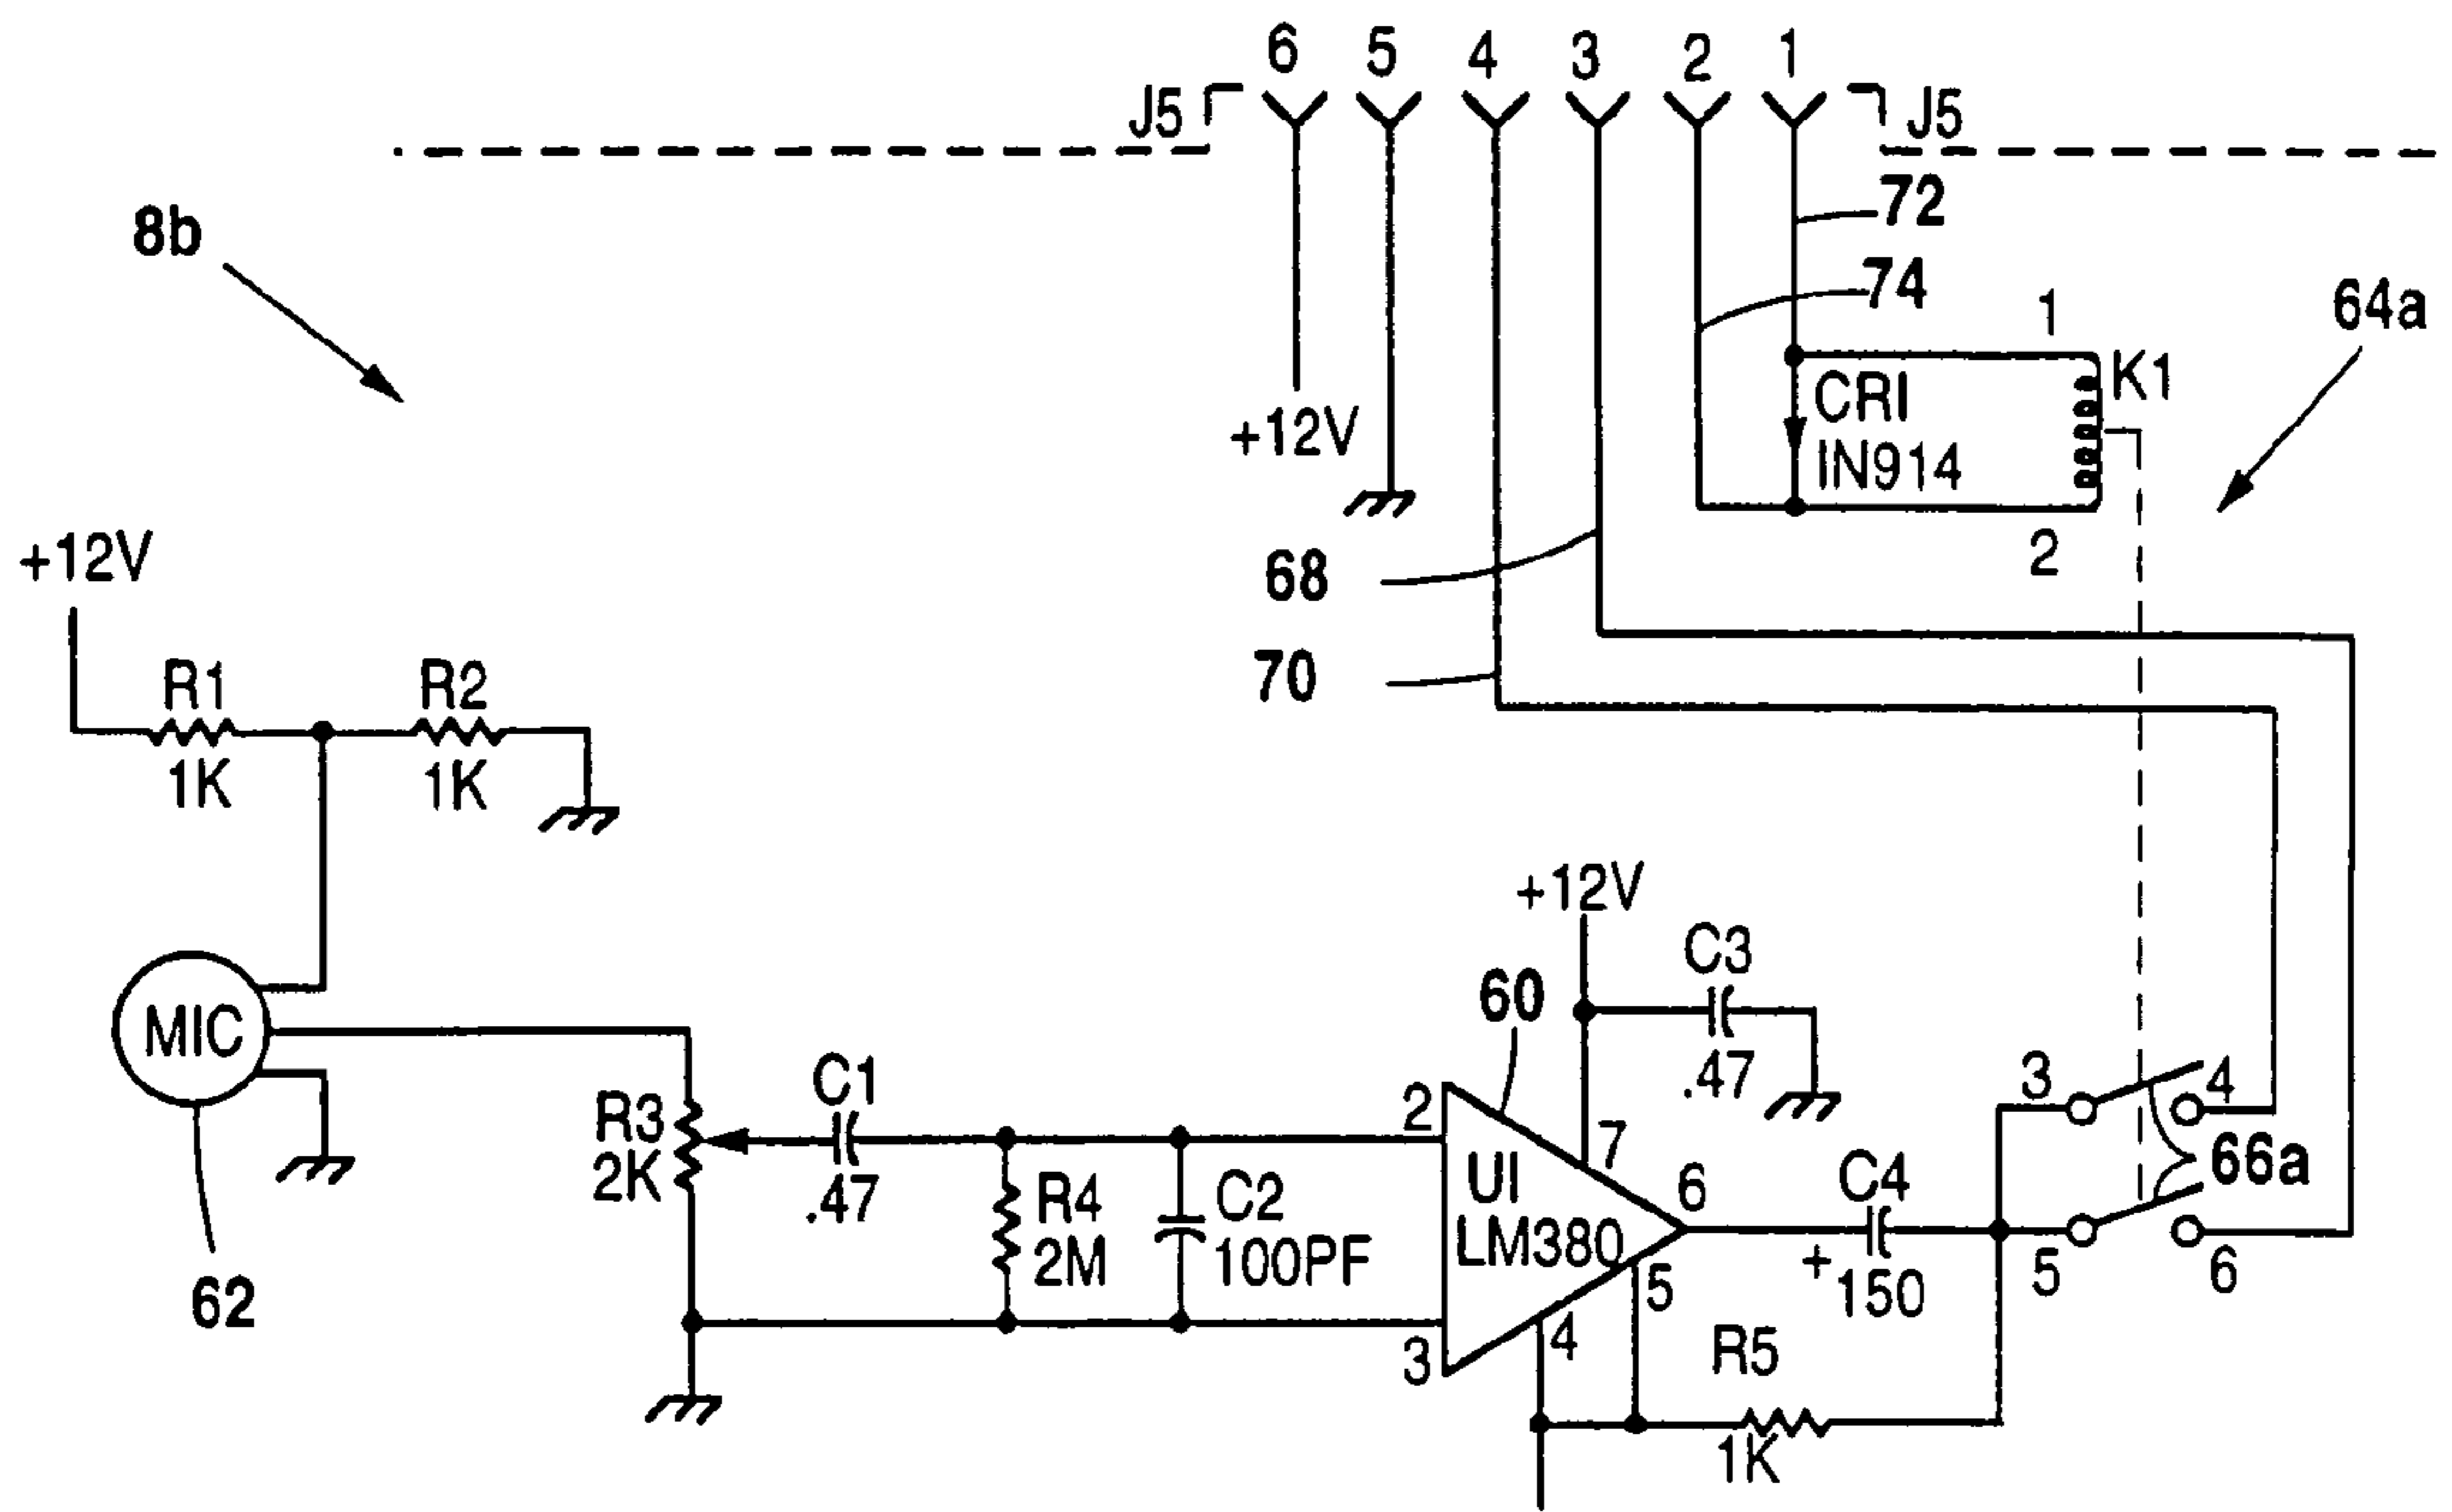 6 5 4 3 2 1
J5 J5
8b
72
74
64a
1
K1
CRI
IN914
+12V
2
68
70
+12V
R1 R2
1K 1K
+12V
C3
60
.47
MIC
C1
R3
2K
.47
2
7
UI
LM380
6
C4
+150
3 4
66a
5 6
R4
2M
C2
100PF
62
3
4
5
R5
1K